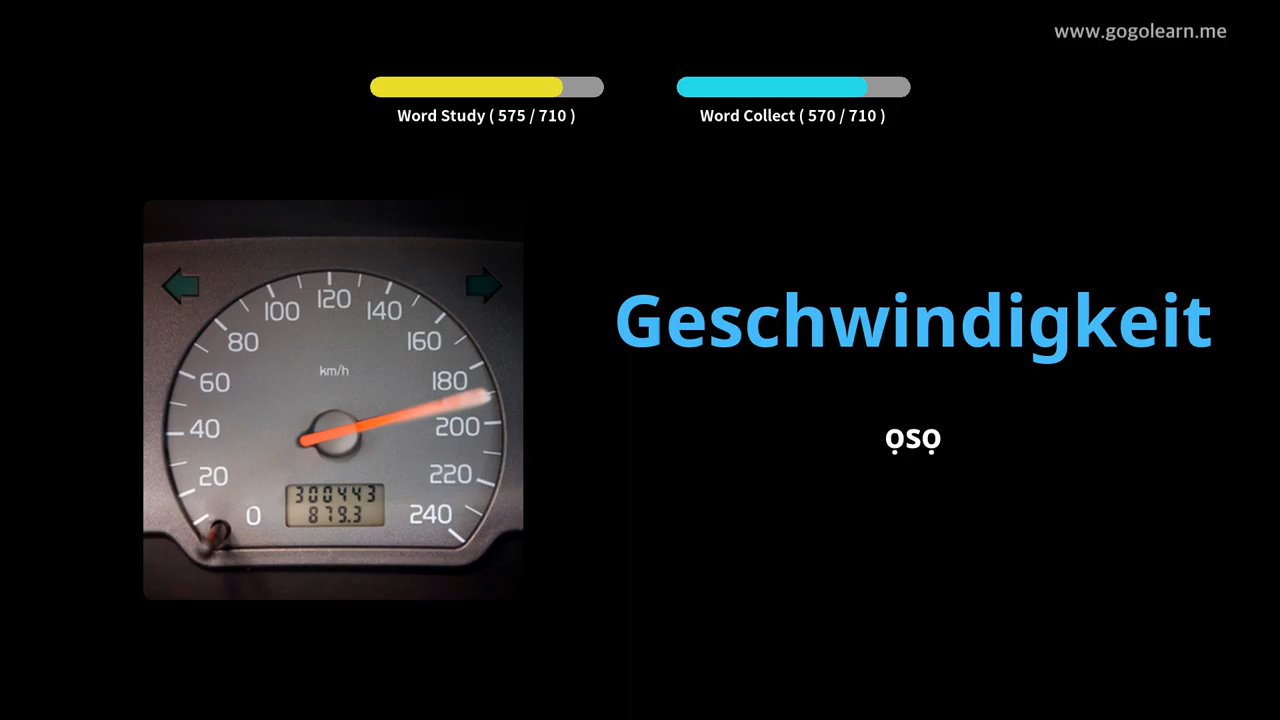 www.gogolearn.me
Word Study ( 575 / 710 )
Word Collect ( 570 / 710 )
120
100
140
80
160
km/h
60
180
Geschwindigkeit
40
200
ọsọ
20
220
300443
0
879.3
240